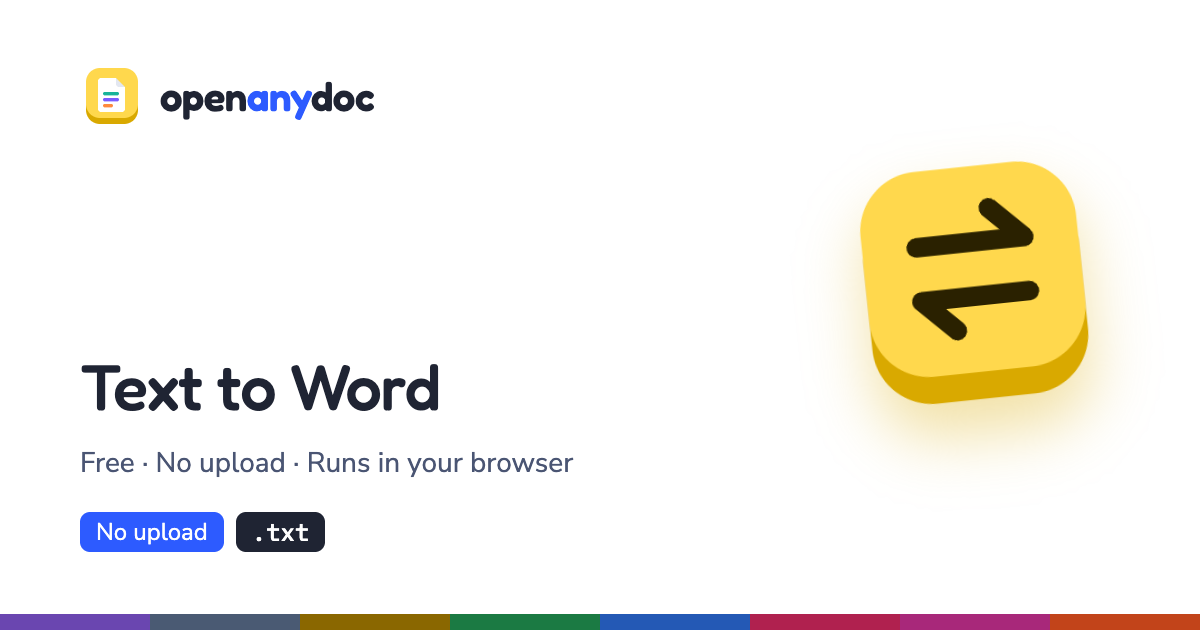 openanydoc
Text to Word
Free · No upload · Runs in your browser
No upload .txt